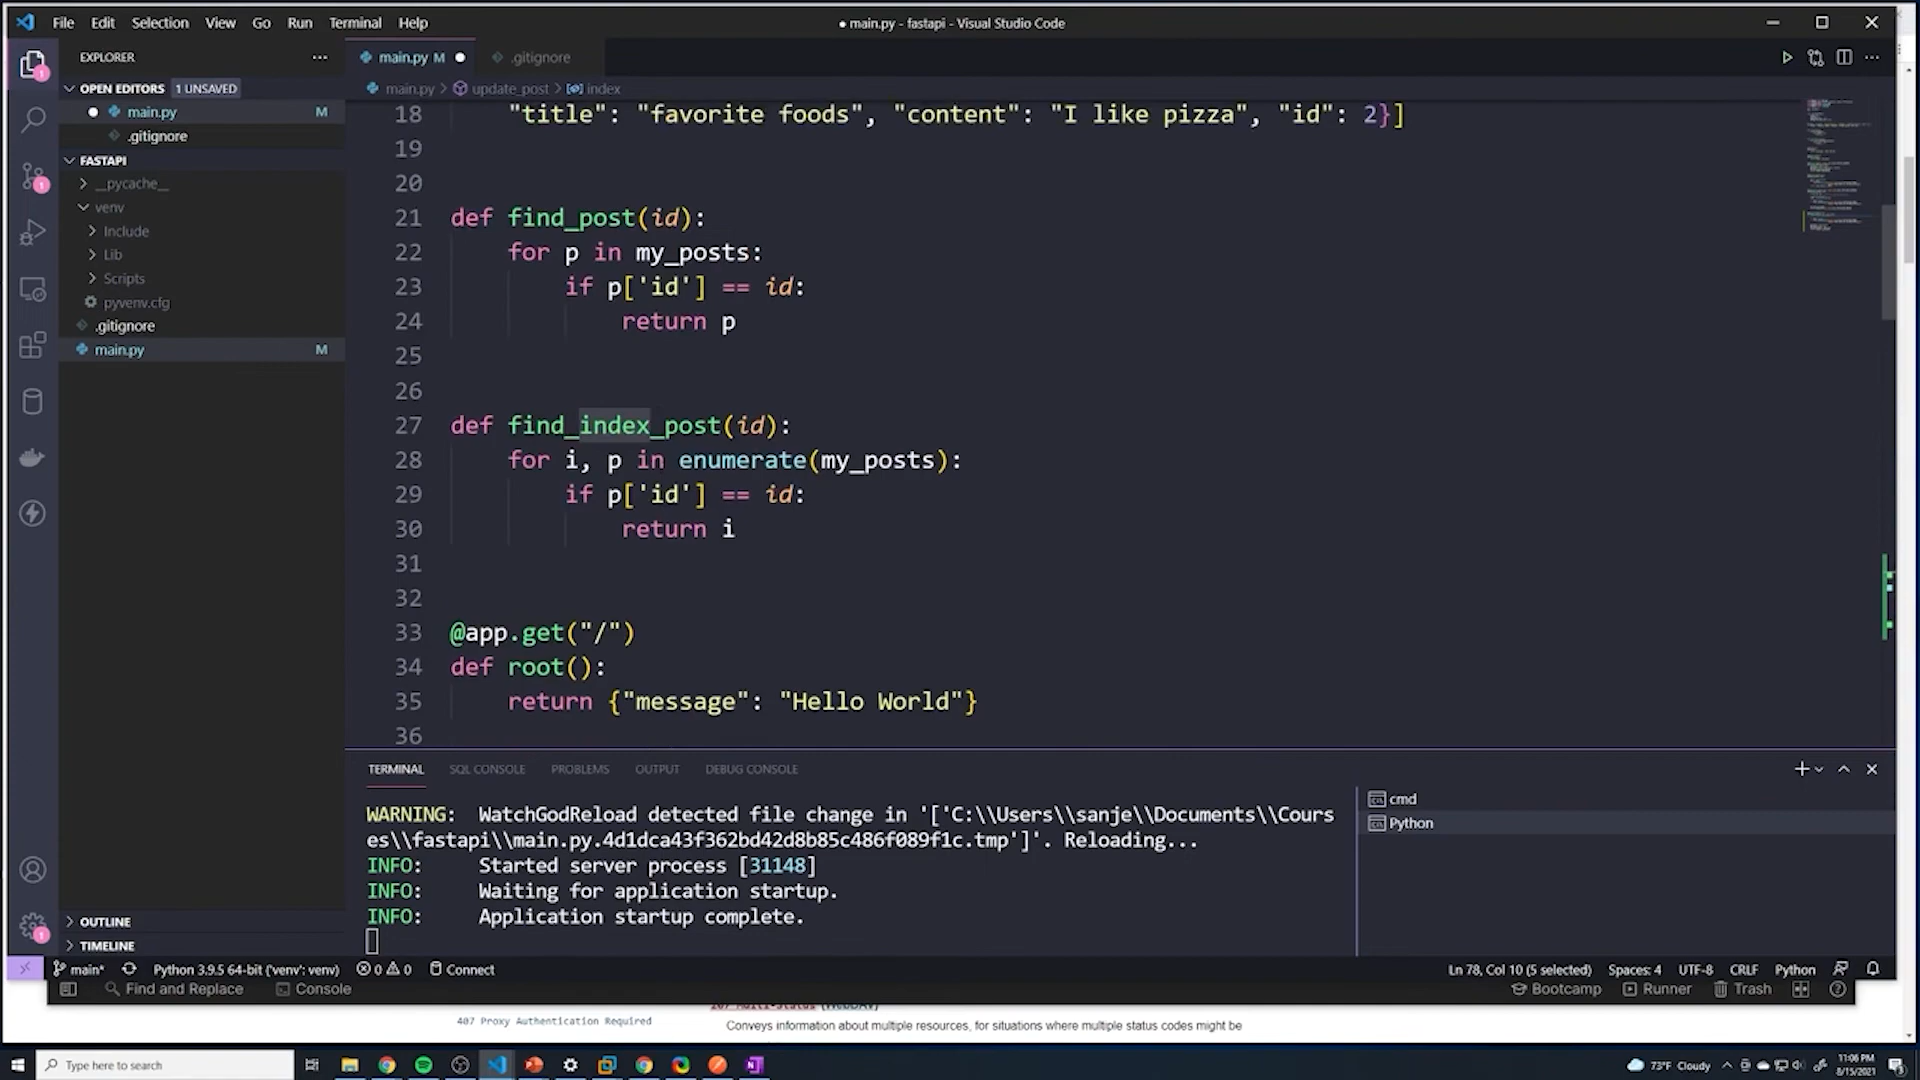 File Edit Selection View Go Run Terminal Help
● main.py - fastapi - Visual Studio Code
EXPLORER
OPEN EDITORS 1 UNSAVED
main.py M
.gitignore
FASTAPI
__pycache__
venv
Include
Lib
Scripts
pyvenv.cfg
.gitignore
main.py M
OUTLINE
TIMELINE
main.py M
.gitignore
main.py > update_post > index
18 "title": "favorite foods", "content": "I like pizza", "id": 2}]
19
20
21 def find_post(id):
22 for p in my_posts:
23 if p['id'] == id:
24 return p
25
26
27 def find_index_post(id):
28 for i, p in enumerate(my_posts):
29 if p['id'] == id:
30 return i
31
32
33 @app.get("/")
34 def root():
35 return {"message": "Hello World"}
36
TERMINAL SQL CONSOLE PROBLEMS OUTPUT DEBUG CONSOLE
WARNING: WatchGodReload detected file change in '['C:\\Users\\sanje\\Documents\\Cours
es\\fastapi\\main.py.4d1dca43f362bd42d8b85c486f089f1c.tmp']'. Reloading...
INFO: Started server process [31148]
INFO: Waiting for application startup.
INFO: Application startup complete.
cmd
Python
main* Python 3.9.5 64-bit ('venv': venv) 0 0 Connect
Ln 78, Col 10 (5 selected) Spaces: 4 UTF-8 CRLF Python
Find and Replace Console
Bootcamp Runner Trash
407 Proxy Authentication Required
Conveys information about multiple resources, for situations where multiple status codes might be
Type here to search
73°F Cloudy
11:06 PM
8/15/2021